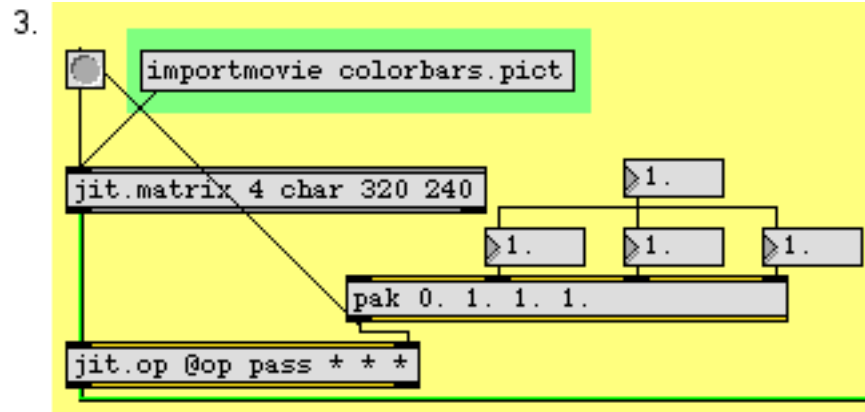 3.
importmovie colorbars.pict
jit.matrix 4 char 320 240
1.
1. 1. 1.
pak 0. 1. 1. 1.
jit.op @op pass * * *